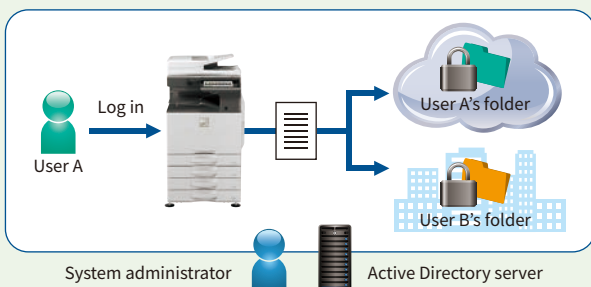 Log in
User A
User A's folder
User B's folder
System administrator
Active Directory server